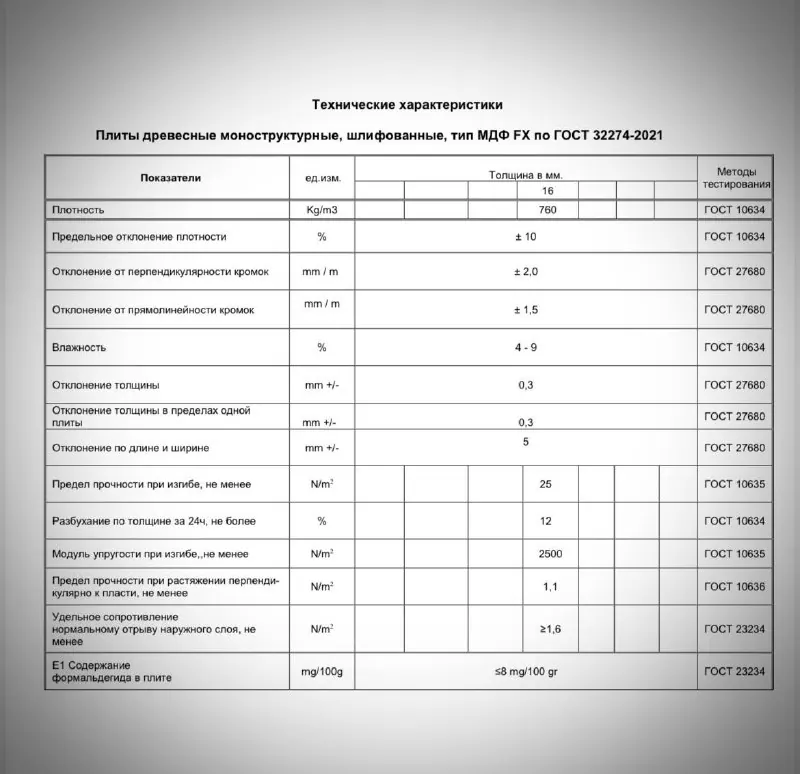 Технические характеристики
Плиты древесные моноструктурные, шлифованные, тип МДФ FX по ГОСТ 32274-2021
Показатели ед.изм. Толщина в мм. Методы тестирования
16
Плотность Kg/m3 760 ГОСТ 10634
Предельное отклонение плотности % ± 10 ГОСТ 10634
Отклонение от перпендикулярности кромок mm / m ± 2,0 ГОСТ 27680
Отклонение от прямолинейности кромок mm / m ± 1,5 ГОСТ 27680
Влажность % 4 - 9 ГОСТ 10634
Отклонение толщины mm +/- 0,3 ГОСТ 27680
Отклонение толщины в пределах одной
плиты mm +/- 0,3 ГОСТ 27680
Отклонение по длине и ширине mm +/- 5 ГОСТ 27680
Предел прочности при изгибе, не менее N/m² 25 ГОСТ 10635
Разбухание по толщине за 24ч, не более % 12 ГОСТ 10634
Модуль упругости при изгибе,,не менее N/m² 2500 ГОСТ 10635
Предел прочности при растяжении перпенди-
кулярно к пласти, не менее N/m² 1,1 ГОСТ 10636
Удельное сопротивление
нормальному отрыву наружного слоя, не
менее N/m² ≥1,6 ГОСТ 23234
E1 Содержание
формальдегида в плите mg/100g ≤8 mg/100 gr ГОСТ 23234